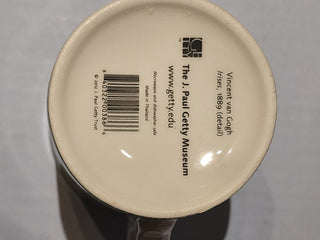 Vincent van Gogh
Irises, 1889 (detail)
The J. Paul Getty Museum
www.getty.edu
Microwave and dishwasher safe
Made in Thailand
© 2012 J. Paul Getty Trust